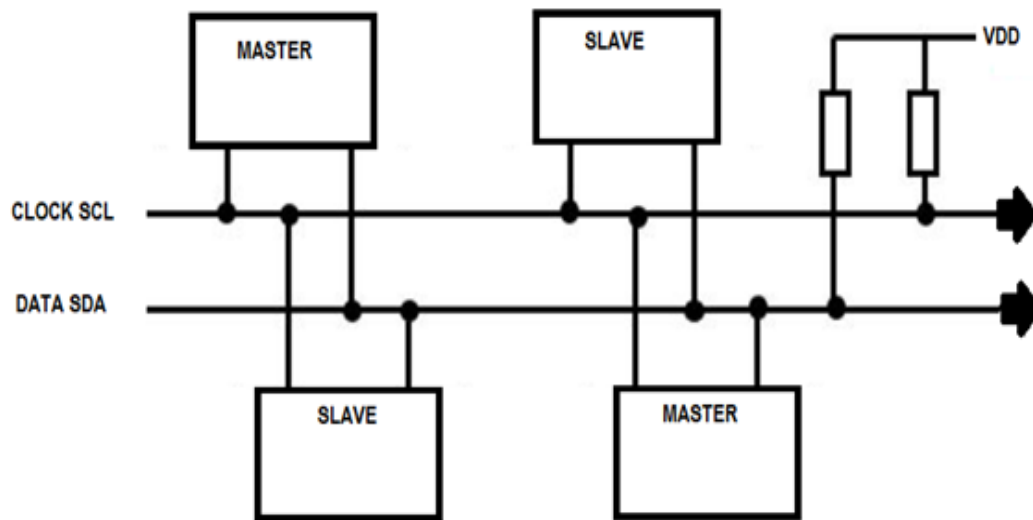 MASTER
SLAVE
VDD
CLOCK SCL
DATA SDA
SLAVE
MASTER